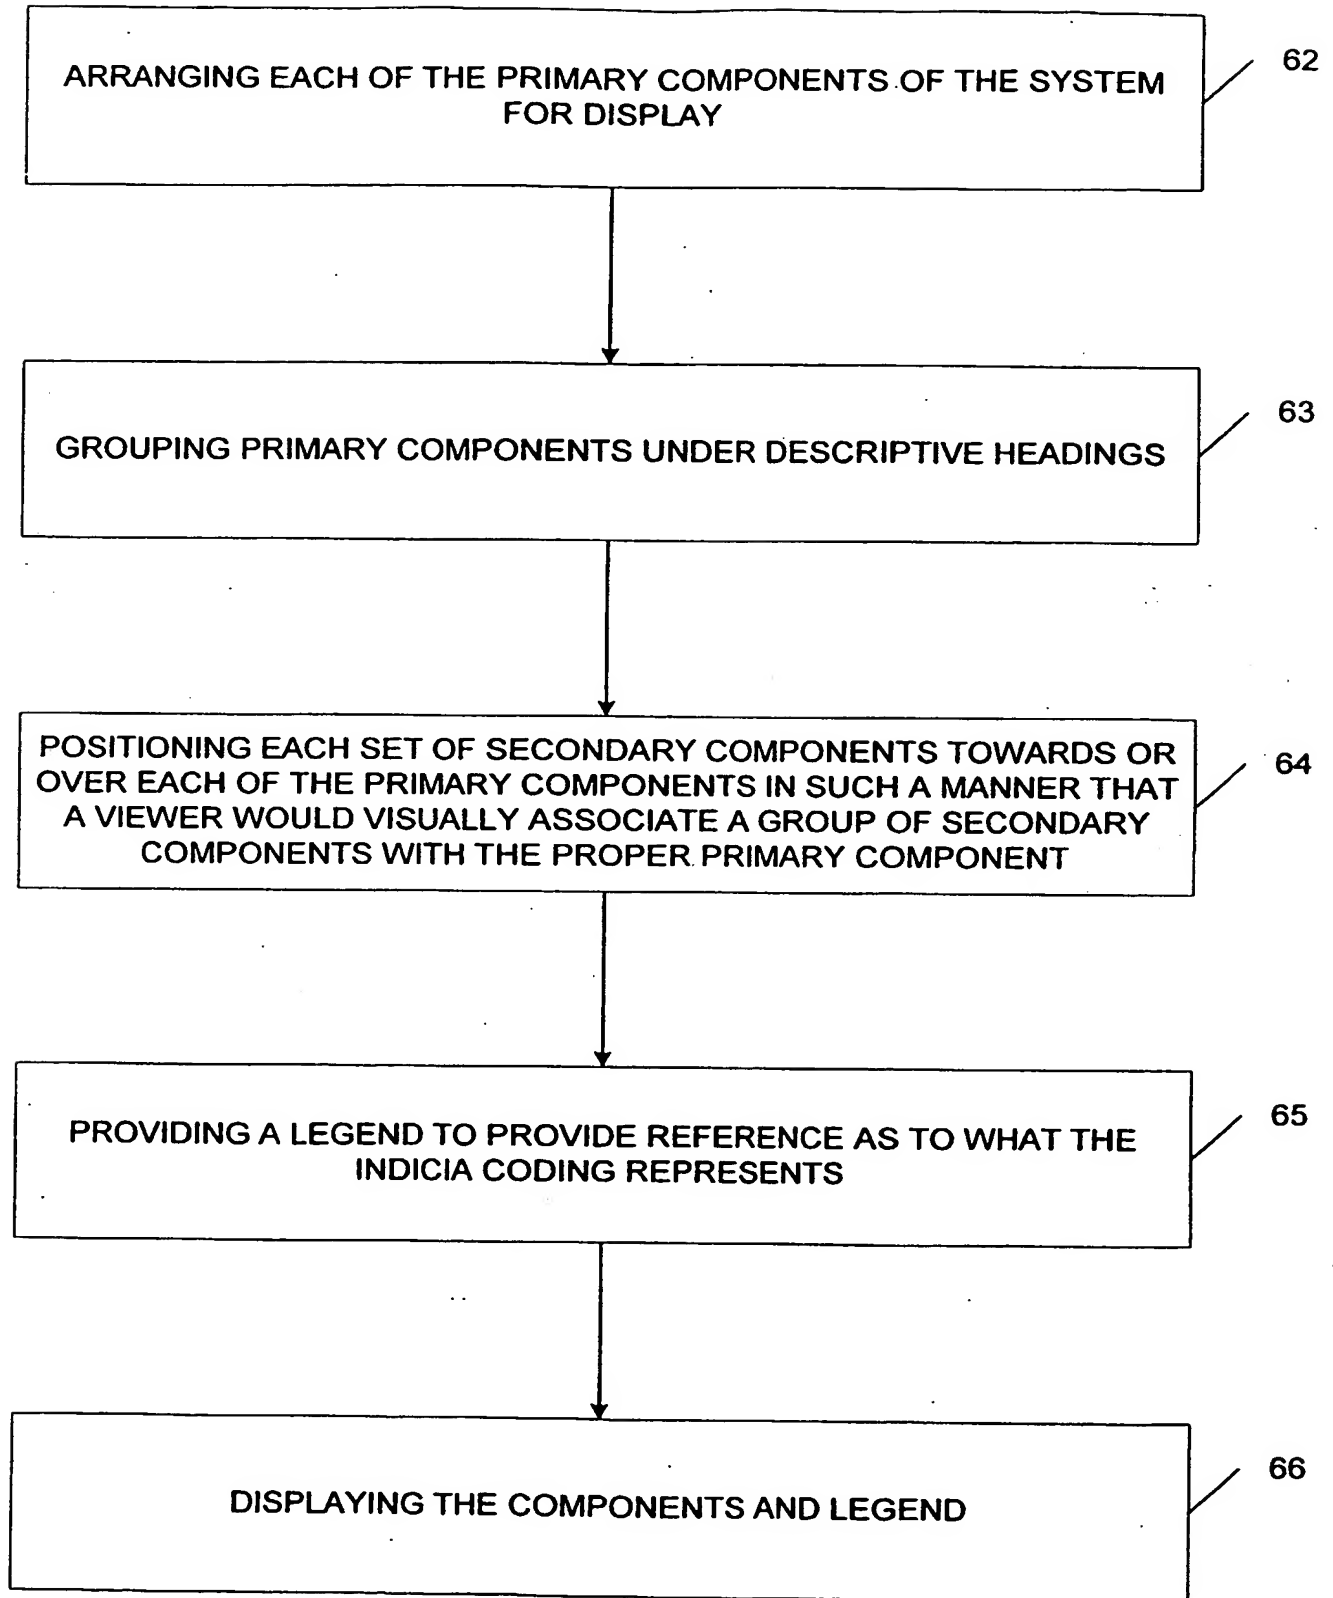 ARRANGING EACH OF THE PRIMARY COMPONENTS OF THE SYSTEM
FOR DISPLAY
62
GROUPING PRIMARY COMPONENTS UNDER DESCRIPTIVE HEADINGS
63
POSITIONING EACH SET OF SECONDARY COMPONENTS TOWARDS OR
OVER EACH OF THE PRIMARY COMPONENTS IN SUCH A MANNER THAT
A VIEWER WOULD VISUALLY ASSOCIATE A GROUP OF SECONDARY
COMPONENTS WITH THE PROPER PRIMARY COMPONENT
64
PROVIDING A LEGEND TO PROVIDE REFERENCE AS TO WHAT THE
INDICIA CODING REPRESENTS
65
DISPLAYING THE COMPONENTS AND LEGEND
66